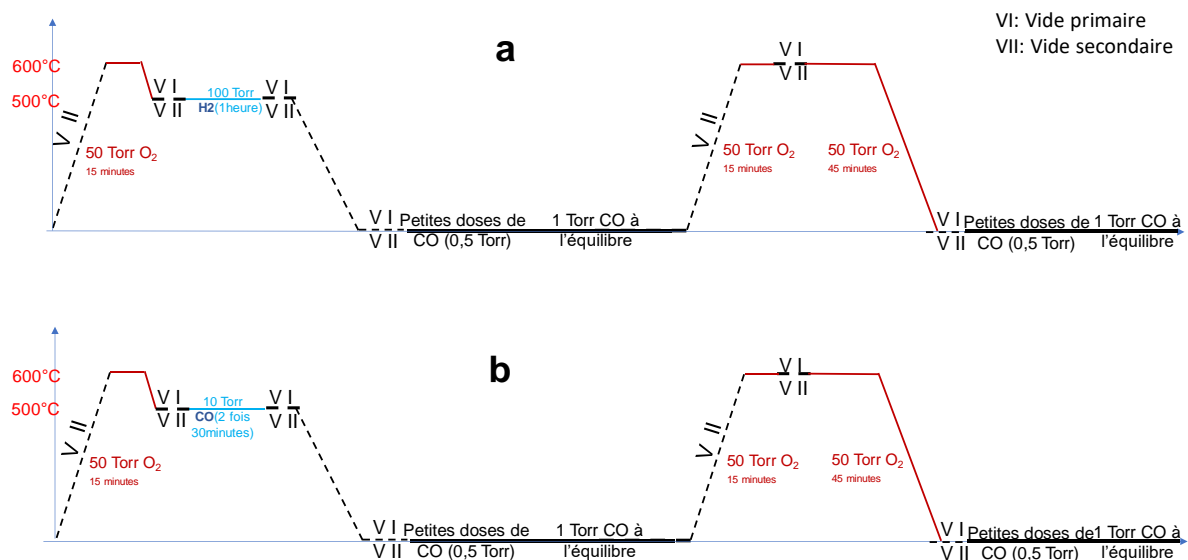 VI: Vide primaire
VII: Vide secondaire
a
600°C
500°C
V II
50 Torr O2
15 minutes
V I
V II
100 Torr
H2(1heure)
V I
V II
V I
V II
Petites doses de
CO (0,5 Torr)
1 Torr CO à
l'équilibre
V II
50 Torr O2
15 minutes
V I
V II
50 Torr O2
45 minutes
V I
V II
Petites doses de
CO (0,5 Torr)
1 Torr CO à
l'équilibre
b
600°C
500°C
V II
50 Torr O2
15 minutes
V I
V II
10 Torr
CO(2 fois
30minutes)
V I
V II
V I
V II
Petites doses de
CO (0,5 Torr)
1 Torr CO à
l'équilibre
V II
50 Torr O2
15 minutes
V I
V II
50 Torr O2
45 minutes
V I
V II
Petites doses de
CO (0,5 Torr)
1 Torr CO à
l'équilibre